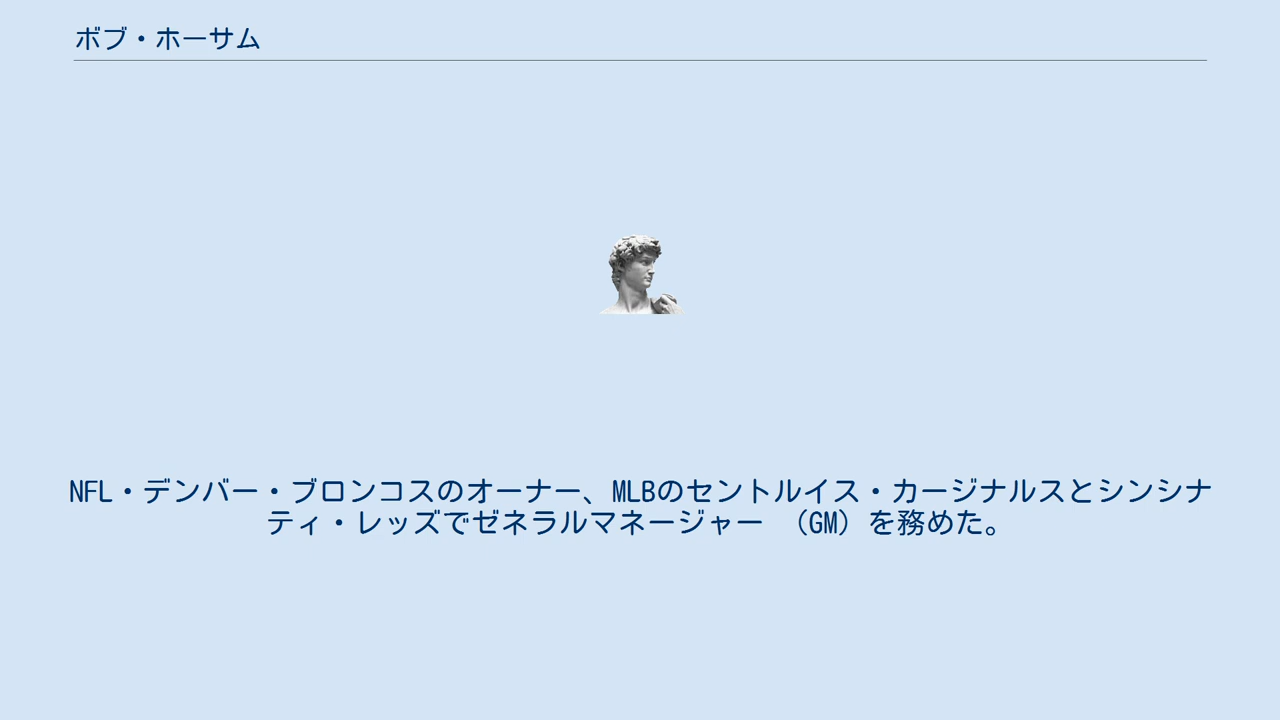 ボブ・ホーサム
NFL・デンバー・ブロンコスのオーナー、MLBのセントルイス・カージナルスとシンシナ
ティ・レッズでゼネラルマネージャー （GM）を務めた。